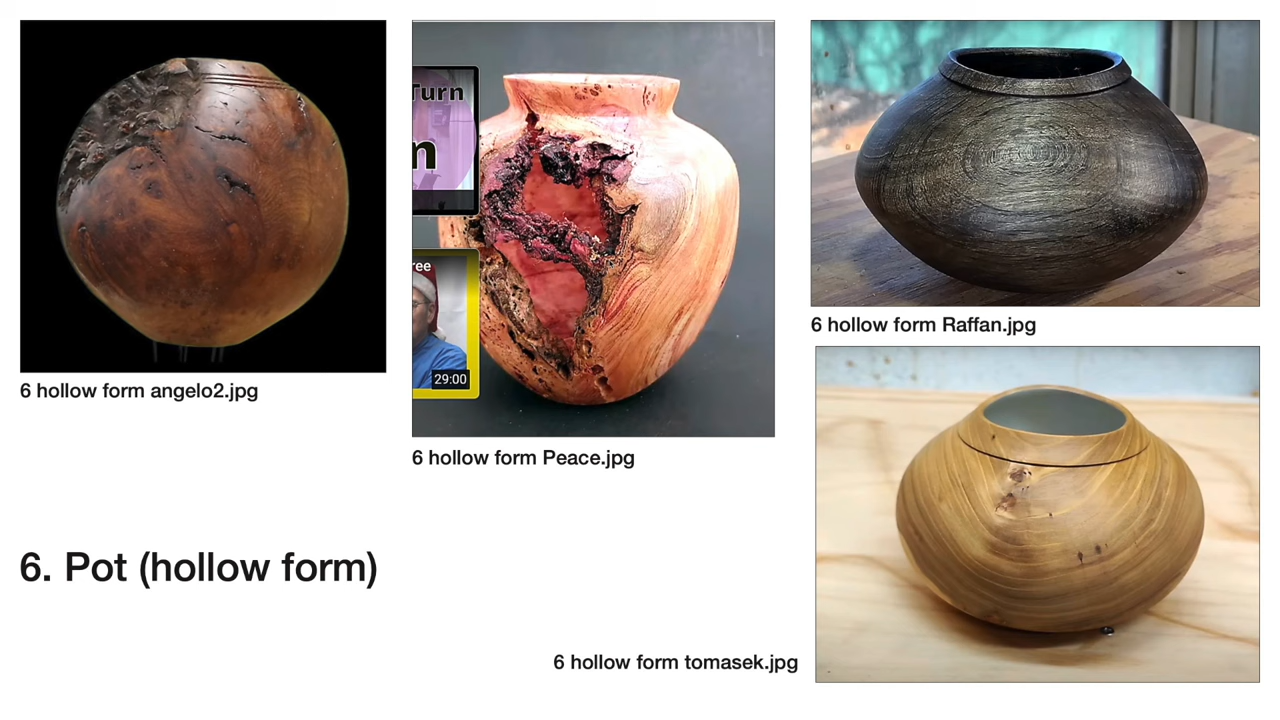 Turn
n
ree
29:00
6 hollow form angelo2.jpg
6 hollow form Peace.jpg
6 hollow form Raffan.jpg
6. Pot (hollow form)
6 hollow form tomasek.jpg